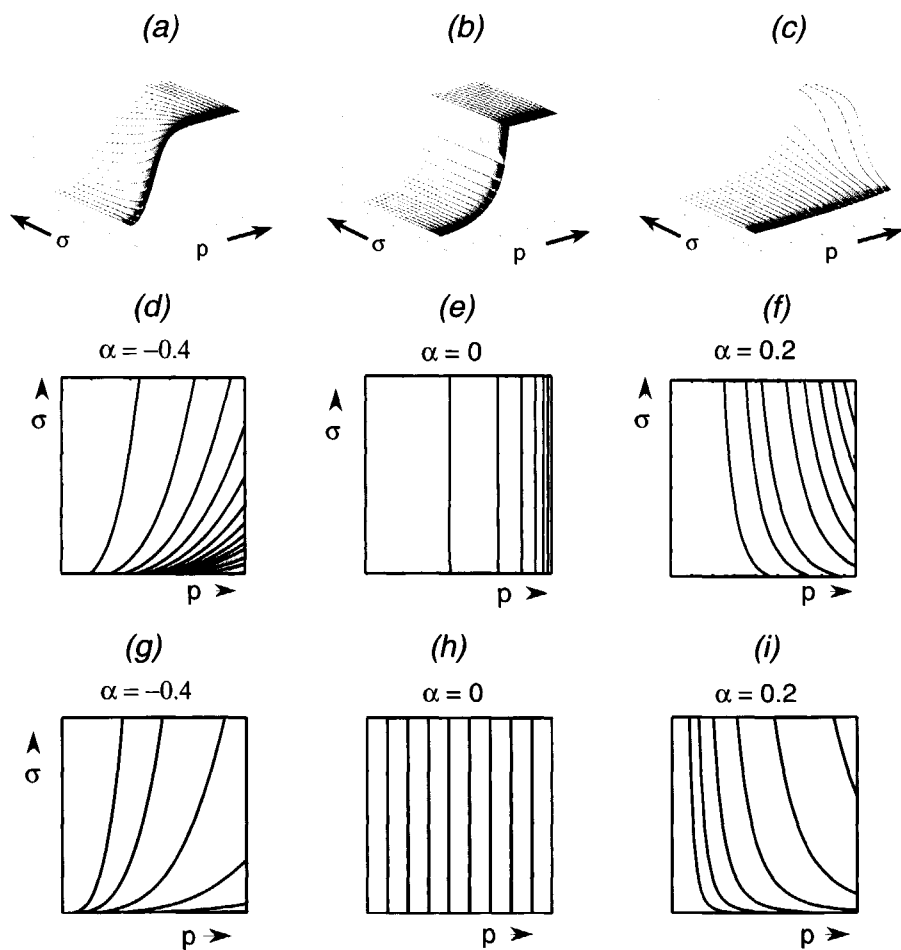 (a) (b) (c)
σ p σ p σ p
(d) (e) (f)
α = −0.4 α = 0 α = 0.2
σ σ σ
p p p
(g) (h) (i)
α = −0.4 α = 0 α = 0.2
σ
p p p